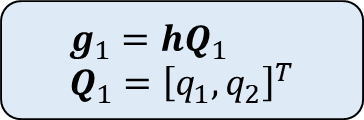 𝒈₁ = 𝒉𝑸₁
𝑸₁ = [𝑞₁, 𝑞₂]ᵀ